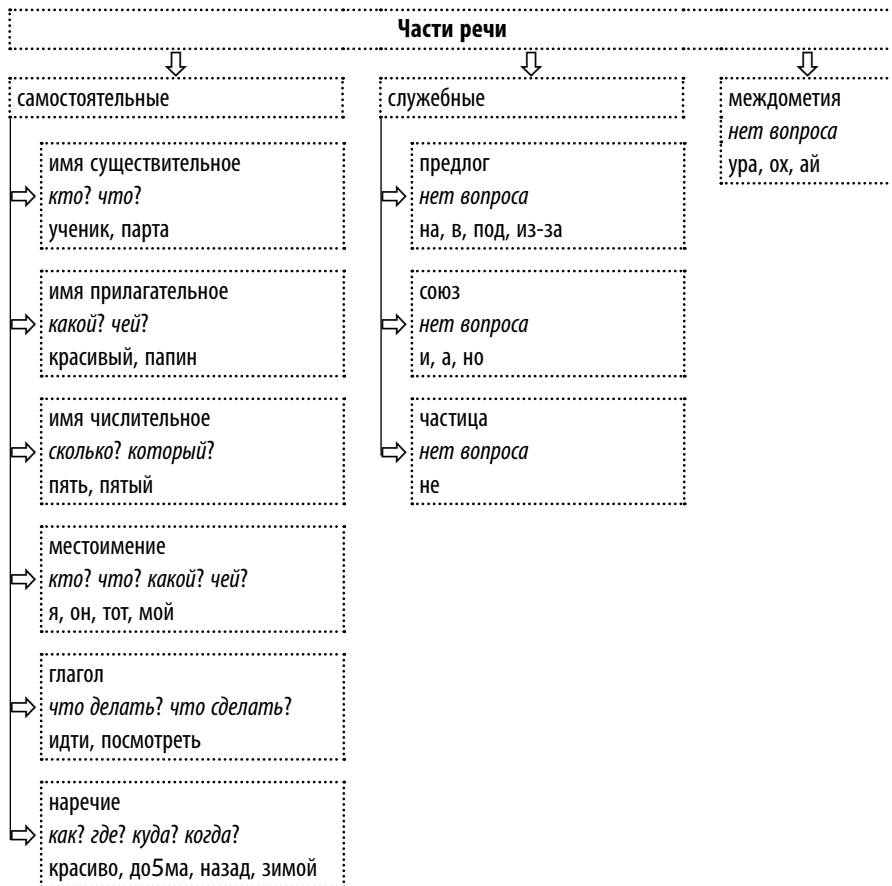 Части речи
самостоятельные
имя существительное
кто? что?
ученик, парта
имя прилагательное
какой? чей?
красивый, папин
имя числительное
сколько? который?
пять, пятый
местоимение
кто? что? какой? чей?
я, он, тот, мой
глагол
что делать? что сделать?
идти, посмотреть
наречие
как? где? куда? когда?
красиво, до5ма, назад, зимой
служебные
предлог
нет вопроса
на, в, под, из-за
союз
нет вопроса
и, а, но
частица
нет вопроса
не
междометия
нет вопроса
ура, ох, ай